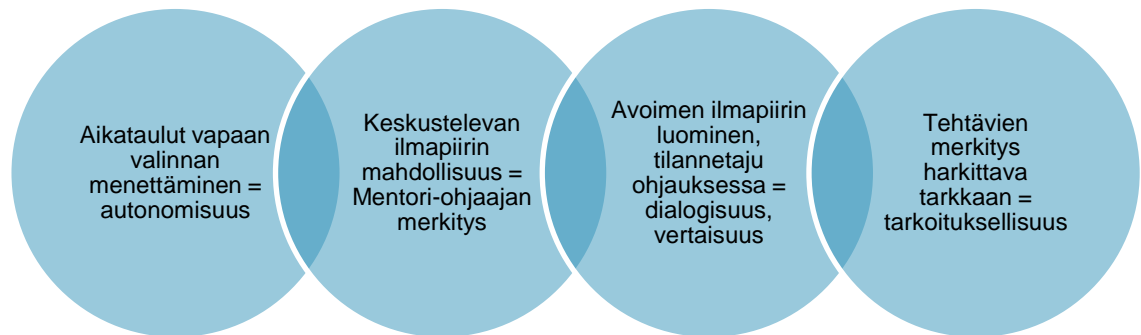 Aikataulut vapaan
valinnan
menettäminen =
autonomisuus
Keskustelevan
ilmapiirin
mahdollisuus =
Mentori-ohjaajan
merkitys
Avoimen ilmapiirin
luominen,
tilannetaju
ohjauksessa =
dialogisuus,
vertaisuus
Tehtävien
merkitys
harkittava
tarkkaan =
tarkoituksellisuus